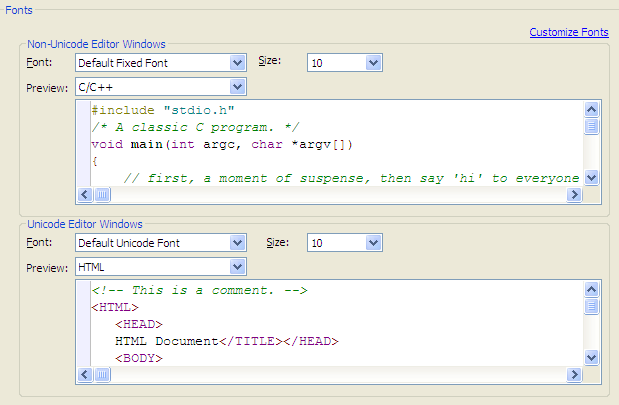 Fonts
Customize Fonts
Non-Unicode Editor Windows
Font: Default Fixed Font Size: 10
Preview: C/C++
#include "stdio.h"
/* A classic C program. */
void main(int argc, char *argv[])
{
// first, a moment of suspense, then say 'hi' to everyone
Unicode Editor Windows
Font: Default Unicode Font Size: 10
Preview: HTML
<!-- This is a comment. -->
<HTML>
<HEAD>
HTML Document</TITLE></HEAD>
<BODY>